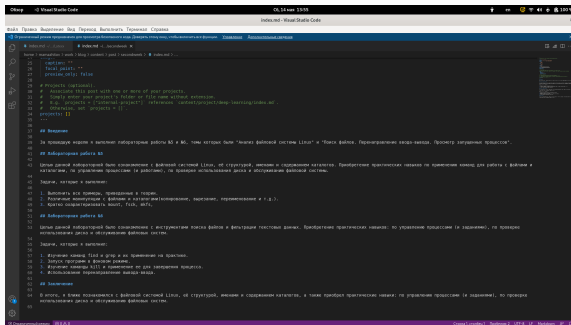 Обзор Visual Studio Code Сб, 14 мая 13:55
index.md - Visual Studio Code
Файл Правка Выделение Вид Переход Выполнить Терминал Справка
caption: ""
focal_point: ""
preview_only: false
# Projects (optional).
# Associate this post with one or more of your projects.
# Simply enter your project's folder or file name without extension.
# E.g. `projects = ["internal-project"]` references `content/project/deep-learning/index.md`.
# Otherwise, set `projects = []`.
projects: []
---
## Введение
За прошедшую неделю я выполнил лабораторные работы №5 и №6, темы которых были "Анализ файловой системы Linux" и "Поиск файлов. Перенаправление ввода-вывода. Просмотр запущенных процессов".
## Лабораторная работа №5
Целью данной лабораторной было ознакомление с файловой системой Linux, её структурой, именами и содержанием каталогов. Приобретение практических навыков по применению команд для работы с файлами и
каталогами, по управлению процессами (и работами), по проверке использования диска и обслуживанию файловой системы.
Задачи, которые я выполнил:
1. Выполнить все примеры, приведённые в теории.
2. Различные манипуляции с файлами и каталогами(копирование, вырезание, переименование и т.д.).
3. Кратко охарактеризовать mount, fsck, mkfs,
## Лабораторная работа №6
Целью данной лабораторной было ознакомление с инструментами поиска файлов и фильтрации текстовых данных. Приобретение практических навыков: по управлению процессами (и заданиями), по проверке
использования диска и обслуживанию файловых систем.
Задачи, которые я выполнил:
1. Изучение команд find и grep и их применение на практике.
2. Запуск программ в фоновом режиме.
3. Изучение команды kill и применение ее для завершения процесса.
4. Использование перенаправления ввода-вывода.
## Заключение
В итоге, я ближе познакомился с файловой системой Linux, её структурой, именами и содержанием каталогов, а также приобрел практические навыки: по управлению процессами (и заданиями), по проверке
использования диска и обслуживанию файловых систем.